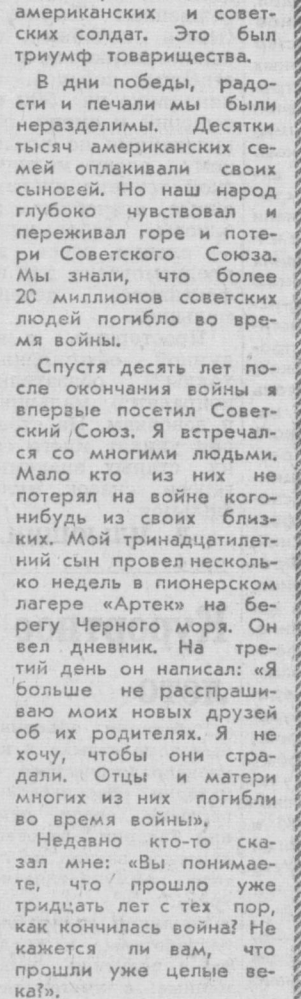 американских и совет-
ских солдат. Это был
триумф товарищества.
В дни победы, радо-
сти и печали мы были
неразделимы. Десятки
тысяч американских се-
мей оплакивали своих
сыновей. Но наш народ
глубоко чувствовал и
переживал горе и поте-
ри Советского Союза.
Мы знали, что более
20 миллионов советских
людей погибло во вре-
мя войны.
Спустя десять лет по-
сле окончания войны я
впервые посетил Совет-
ский Союз. Я встречал-
ся со многими людьми.
Мало кто из них не
потерял на войне кого-
нибудь из своих близ-
ких. Мой тринадцатилет-
ний сын провел несколь-
ко недель в пионерском
лагере «Артек» на бе-
регу Черного моря. Он
вел дневник. На тре-
тий день он написал: «Я
больше не расспраши-
ваю моих новых друзей
об их родителях. Я не
хочу, чтобы они стра-
дали. Отцы и матери
многих из них погибли
во время войны».
Недавно кто-то ска-
зал мне: «Вы понимае-
те, что прошло уже
тридцать лет с тех пор,
как кончилась война? Не
кажется ли вам, что
прошли уже целые ве-
ка?».